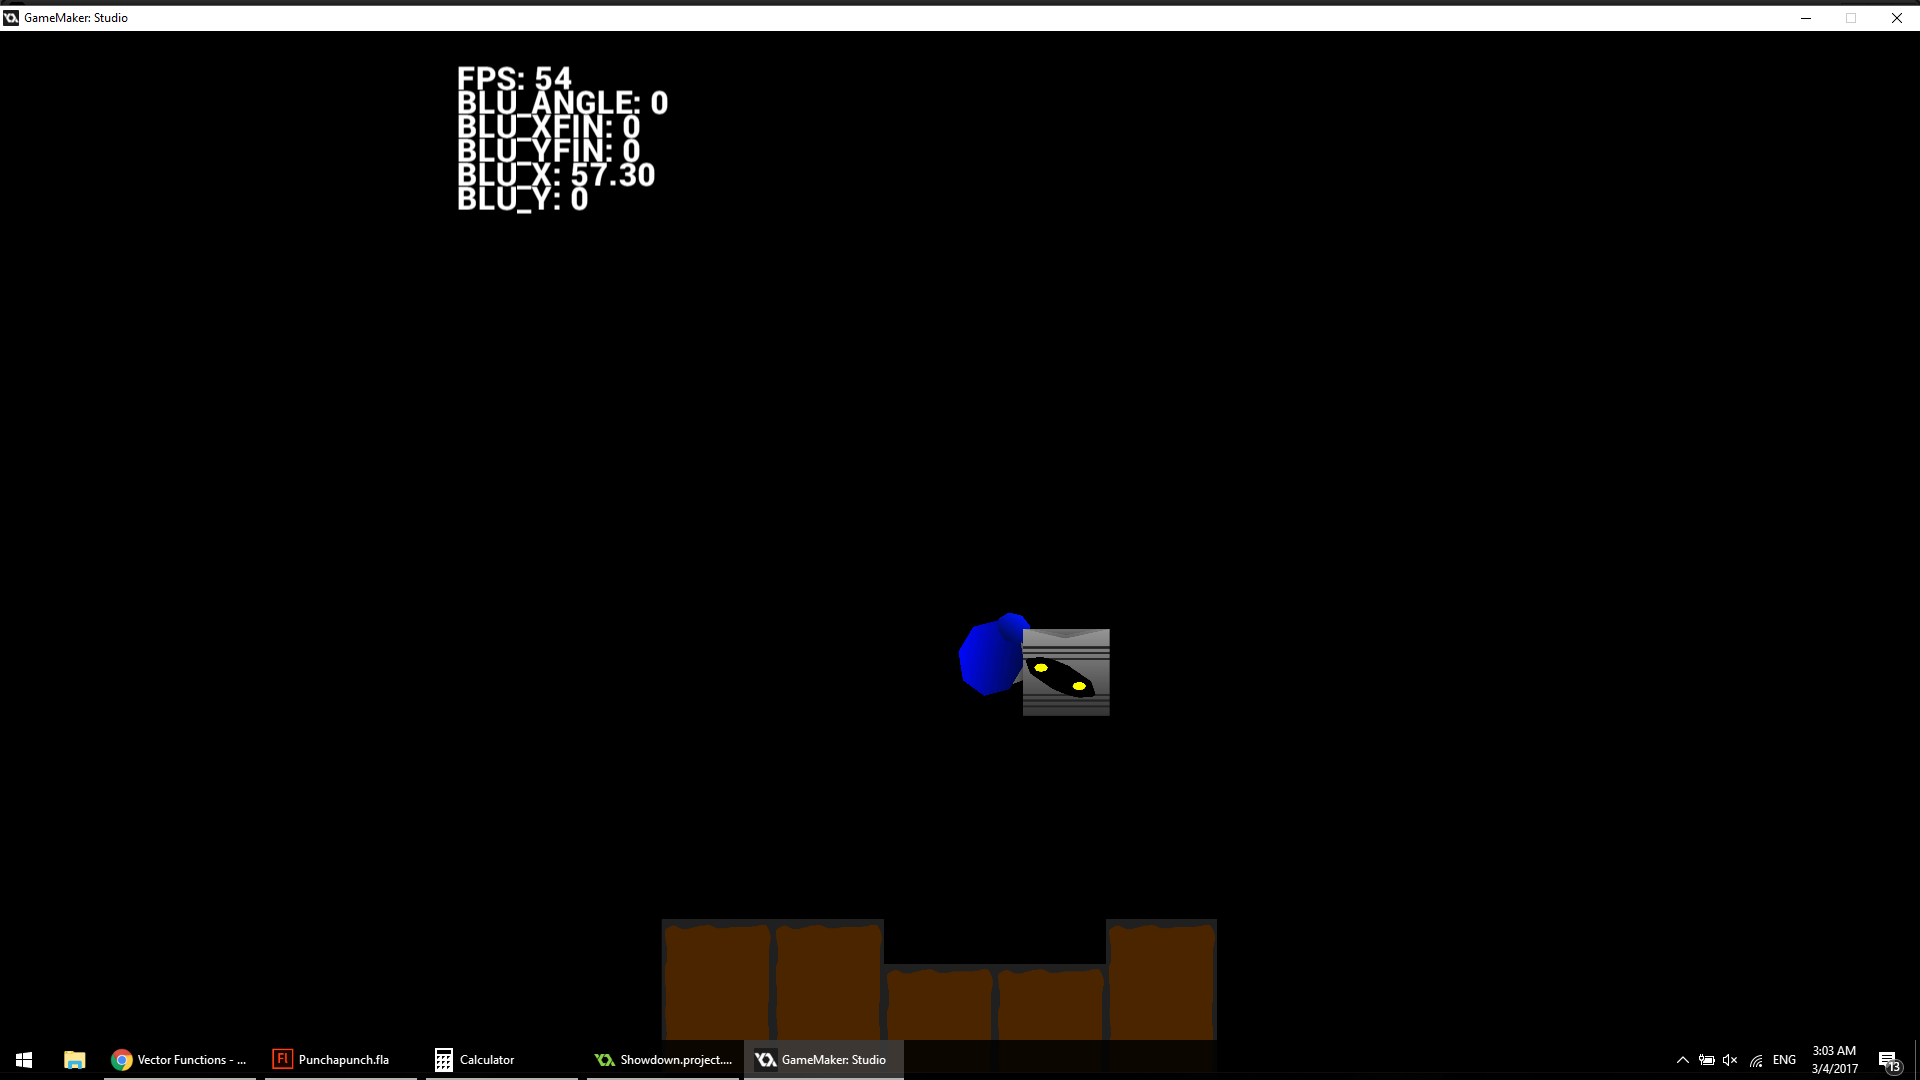 GameMaker: Studio
FPS: 54
BLU_ANGLE: 0
BLU_XFIN: 0
BLU_YFIN: 0
BLU_X: 57.30
BLU_Y: 0
Vector Functions - ...
Fl
Punchapunch.fla
Calculator
Showdown.project....
GameMaker: Studio
ENG
3:03 AM
3/4/2017
13